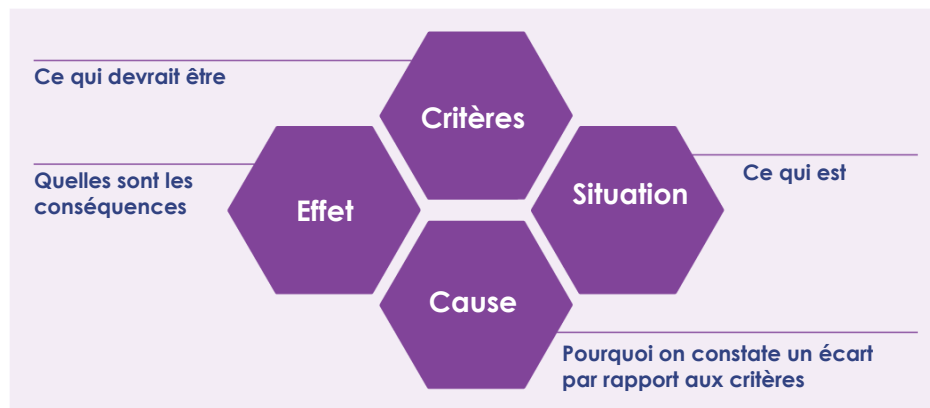 Ce qui devrait être
Critères
Quelles sont les
conséquences
Effet
Situation
Ce qui est
Cause
Pourquoi on constate un écart
par rapport aux critères